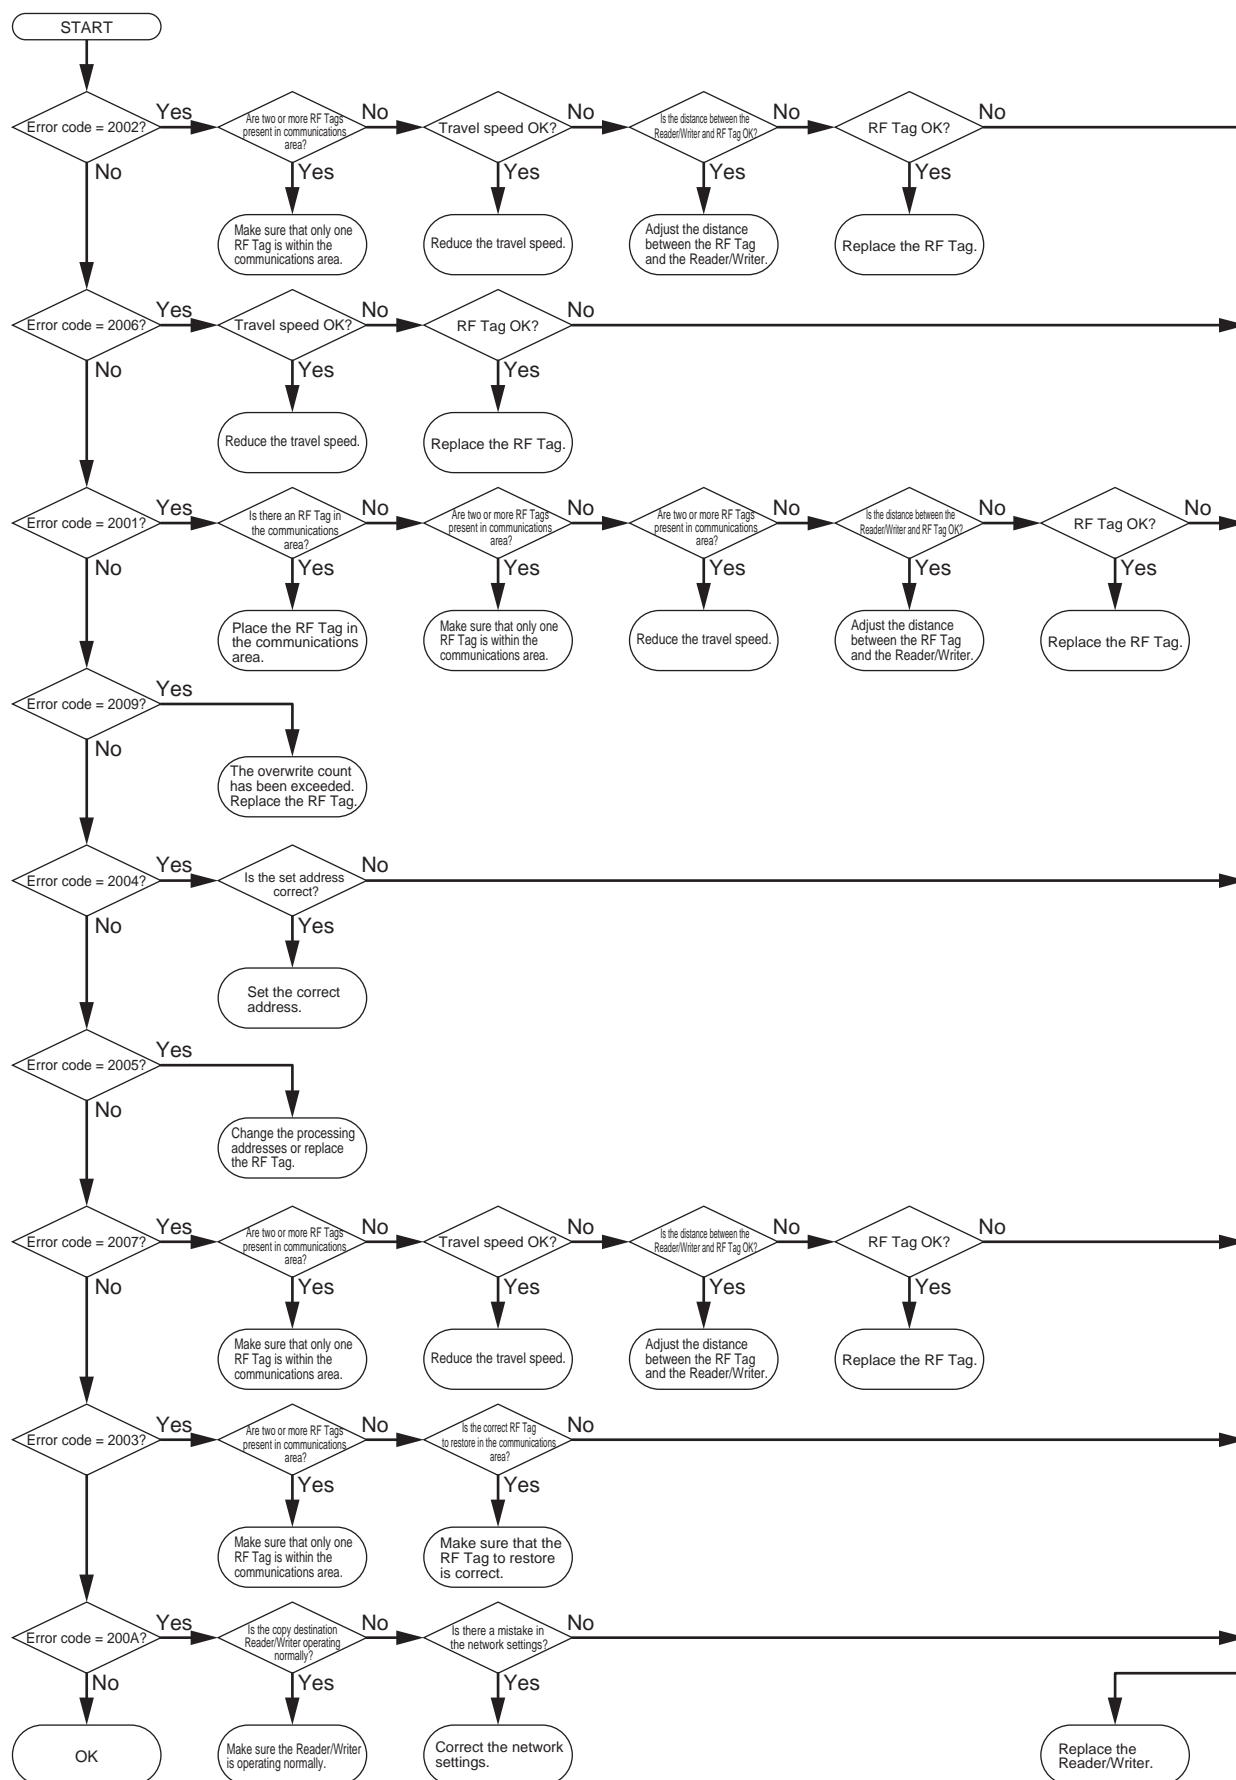 START
Error code = 2002?
Yes
Are two or more RF Tags
present in communications
area?
No
Travel speed OK?
No
Is the distance between the
Reader/Writer and RF Tag OK?
No
RF Tag OK?
No
No
Yes
Yes
Yes
Yes
Make sure that only one
RF Tag is within the
communications area.
Reduce the travel speed.
Adjust the distance
between the RF Tag
and the Reader/Writer.
Replace the RF Tag.
Error code = 2006?
Yes
Travel speed OK?
No
RF Tag OK?
No
No
Yes
Yes
Reduce the travel speed.
Replace the RF Tag.
Error code = 2001?
Yes
Is there an RF Tag in
the communications
area?
No
Are two or more RF Tags
present in communications
area?
No
Are two or more RF Tags
present in communications
area?
No
Is the distance between the
Reader/Writer and RF Tag OK?
No
RF Tag OK?
No
No
Yes
Yes
Yes
Yes
Yes
Place the RF Tag in
the communications
area.
Make sure that only one
RF Tag is within the
communications area.
Reduce the travel speed.
Adjust the distance
between the RF Tag
and the Reader/Writer.
Replace the RF Tag.
Error code = 2009?
Yes
No
The overwrite count
has been exceeded.
Replace the RF Tag.
Error code = 2004?
Yes
Is the set address
correct?
No
No
Yes
Set the correct
address.
Error code = 2005?
Yes
No
Change the processing
addresses or replace
the RF Tag.
Error code = 2007?
Yes
Are two or more RF Tags
present in communications
area?
No
Travel speed OK?
No
Is the distance between the
Reader/Writer and RF Tag OK?
No
RF Tag OK?
No
No
Yes
Yes
Yes
Yes
Make sure that only one
RF Tag is within the
communications area.
Reduce the travel speed.
Adjust the distance
between the RF Tag
and the Reader/Writer.
Replace the RF Tag.
Error code = 2003?
Yes
Are two or more RF Tags
present in communications
area?
No
Is the correct RF Tag
to restore in the communications
area?
No
Yes
Yes
Make sure that only one
RF Tag is within the
communications area.
Make sure that the
RF Tag to restore
is correct.
Error code = 200A?
Yes
Is the copy destination
Reader/Writer operating
normally?
No
Is there a mistake in
the network settings?
No
No
Yes
Yes
OK
Make sure the Reader/Writer
is operating normally.
Correct the network
settings.
Replace the
Reader/Writer.